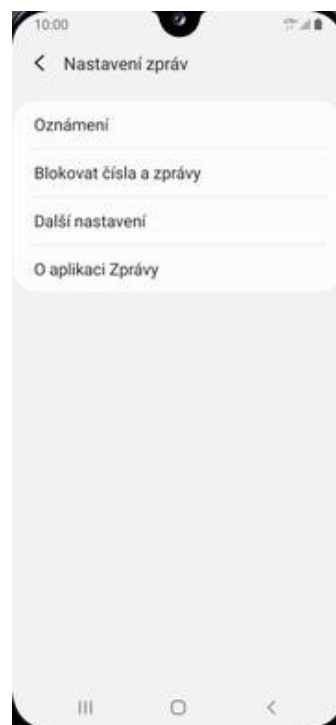 10:00
Nastavení zpráv
Oznámení
Blokovat čísla a zprávy
Další nastavení
O aplikaci Zprávy